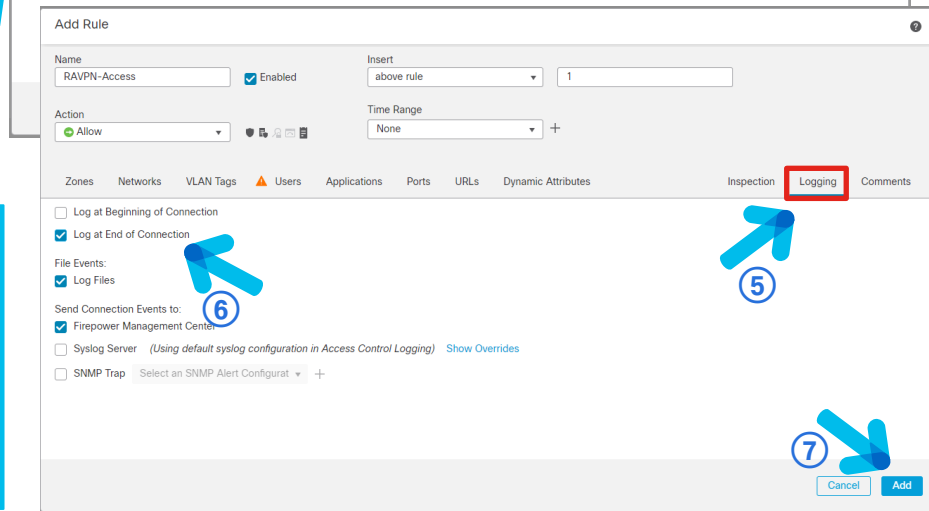 Add Rule
Name
Insert
RAVPN-Access
Enabled
above rule
1
Action
Time Range
Allow
None
Zones Networks VLAN Tags Users Applications Ports URLs Dynamic Attributes Inspection Logging Comments
Log at Beginning of Connection
Log at End of Connection
5
File Events:
Log Files
6
Send Connection Events to:
Firepower Management Center
Syslog Server (Using default syslog configuration in Access Control Logging) Show Overrides
SNMP Trap Select an SNMP Alert Configurat
7
Cancel Add